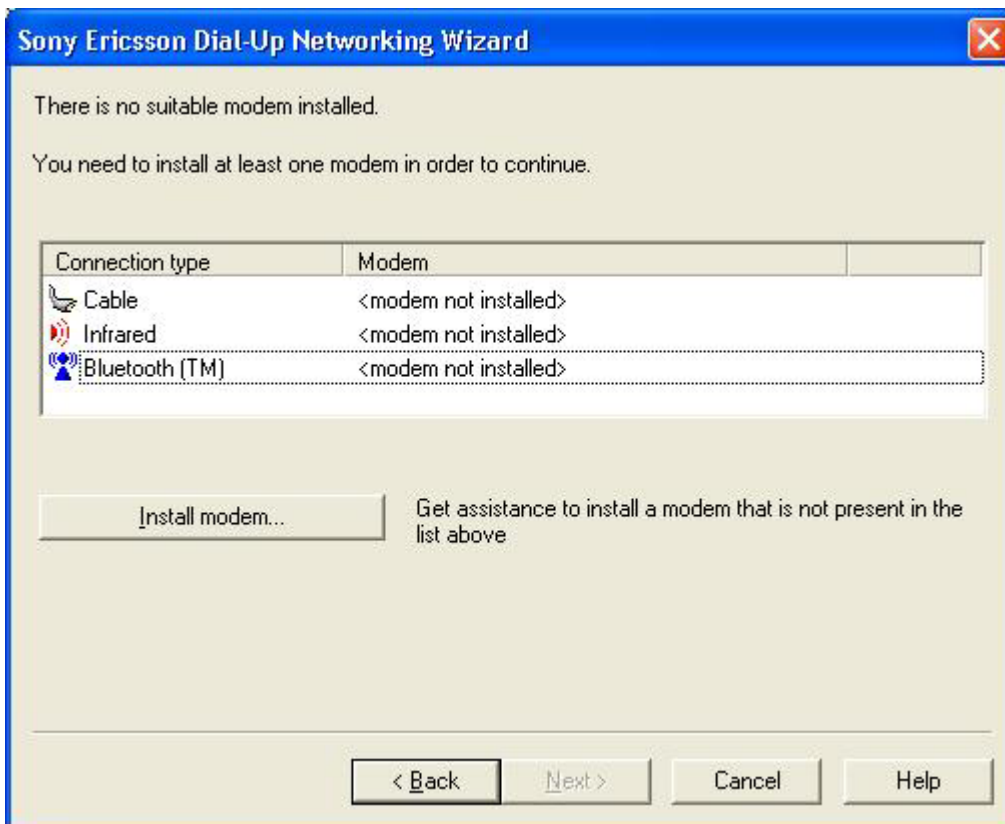 Sony Ericsson Dial-Up Networking Wizard
There is no suitable modem installed.
You need to install at least one modem in order to continue.
Connection type Modem
Cable <modem not installed>
Infrared <modem not installed>
Bluetooth (TM) <modem not installed>
Install modem... Get assistance to install a modem that is not present in the
list above
< Back Next > Cancel Help